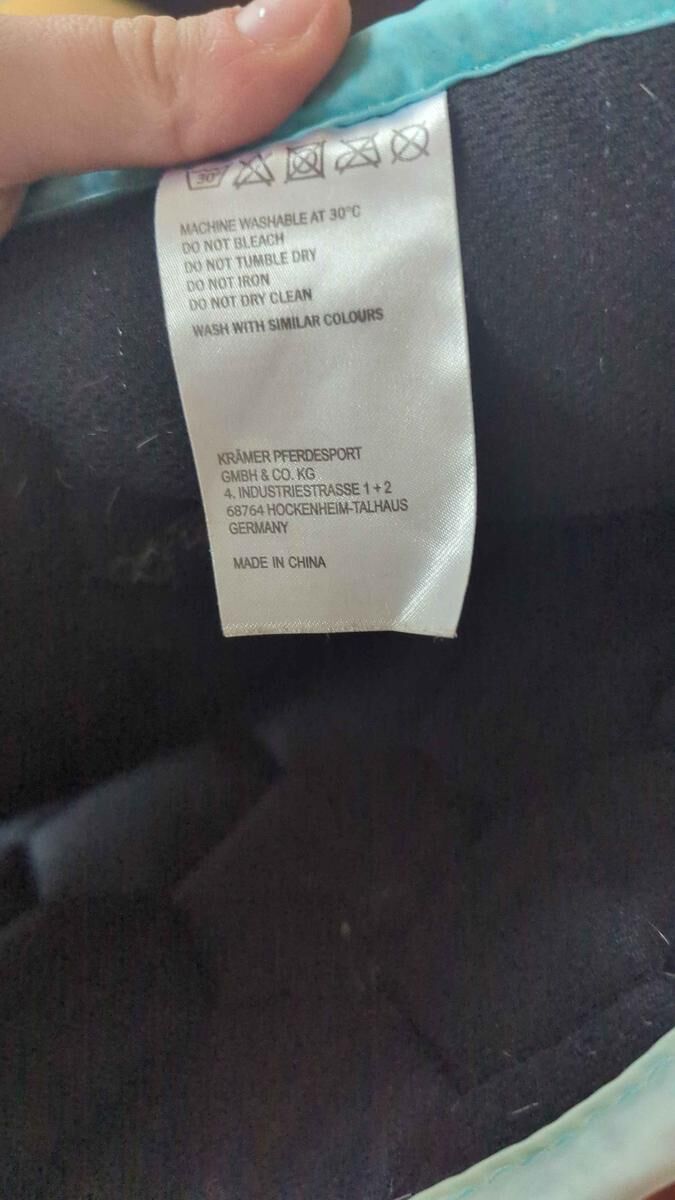 30°
MACHINE WASHABLE AT 30°C
DO NOT BLEACH
DO NOT TUMBLE DRY
DO NOT IRON
DO NOT DRY CLEAN
WASH WITH SIMILAR COLOURS
KRÄMER PFERDESPORT
GMBH & CO. KG
4, INDUSTRIESTRASSE 1 + 2
68764 HOCKENHEIM-TALHAUS
GERMANY
MADE IN CHINA